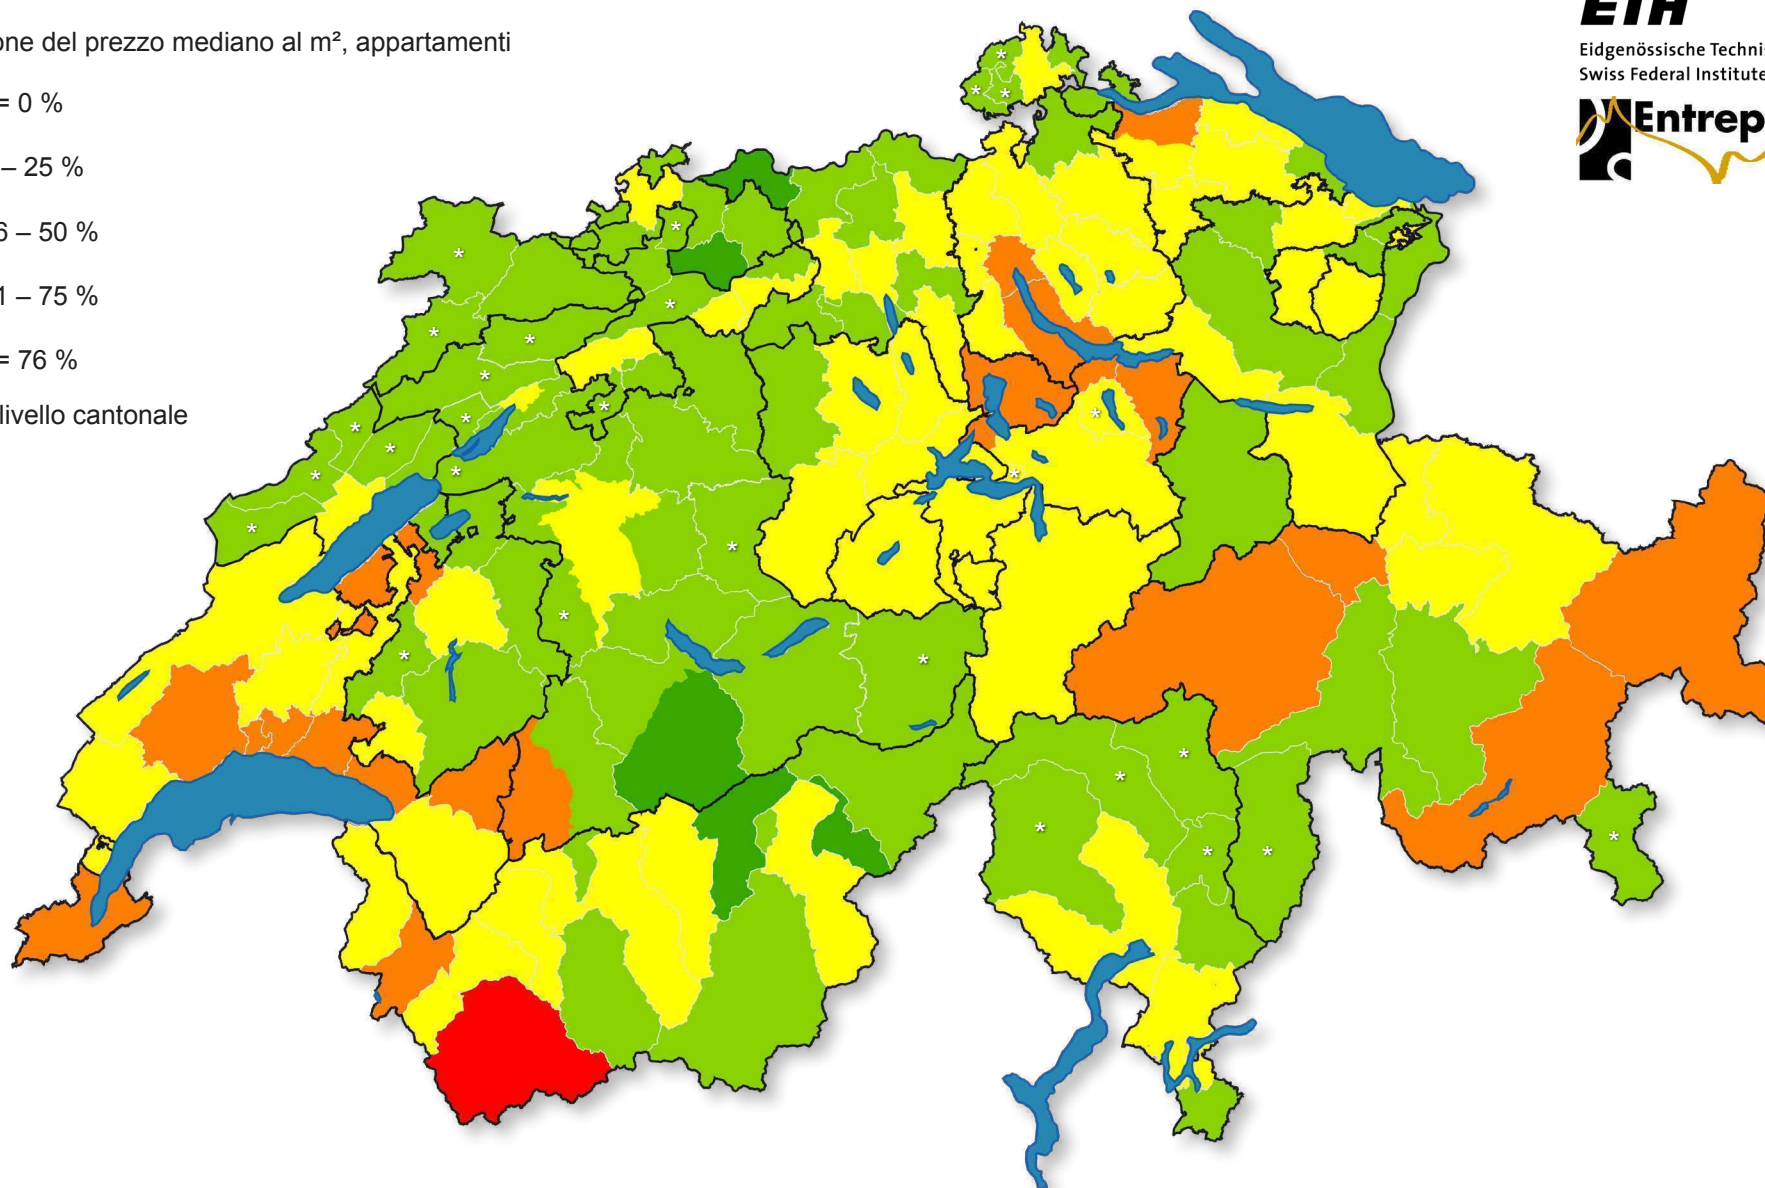 one del prezzo mediano al m², appartamenti
= 0 %
– 25 %
6 – 50 %
1 – 75 %
= 76 %
livello cantonale
ETH
Eidgenössische Technis
Swiss Federal Institute
Entrep